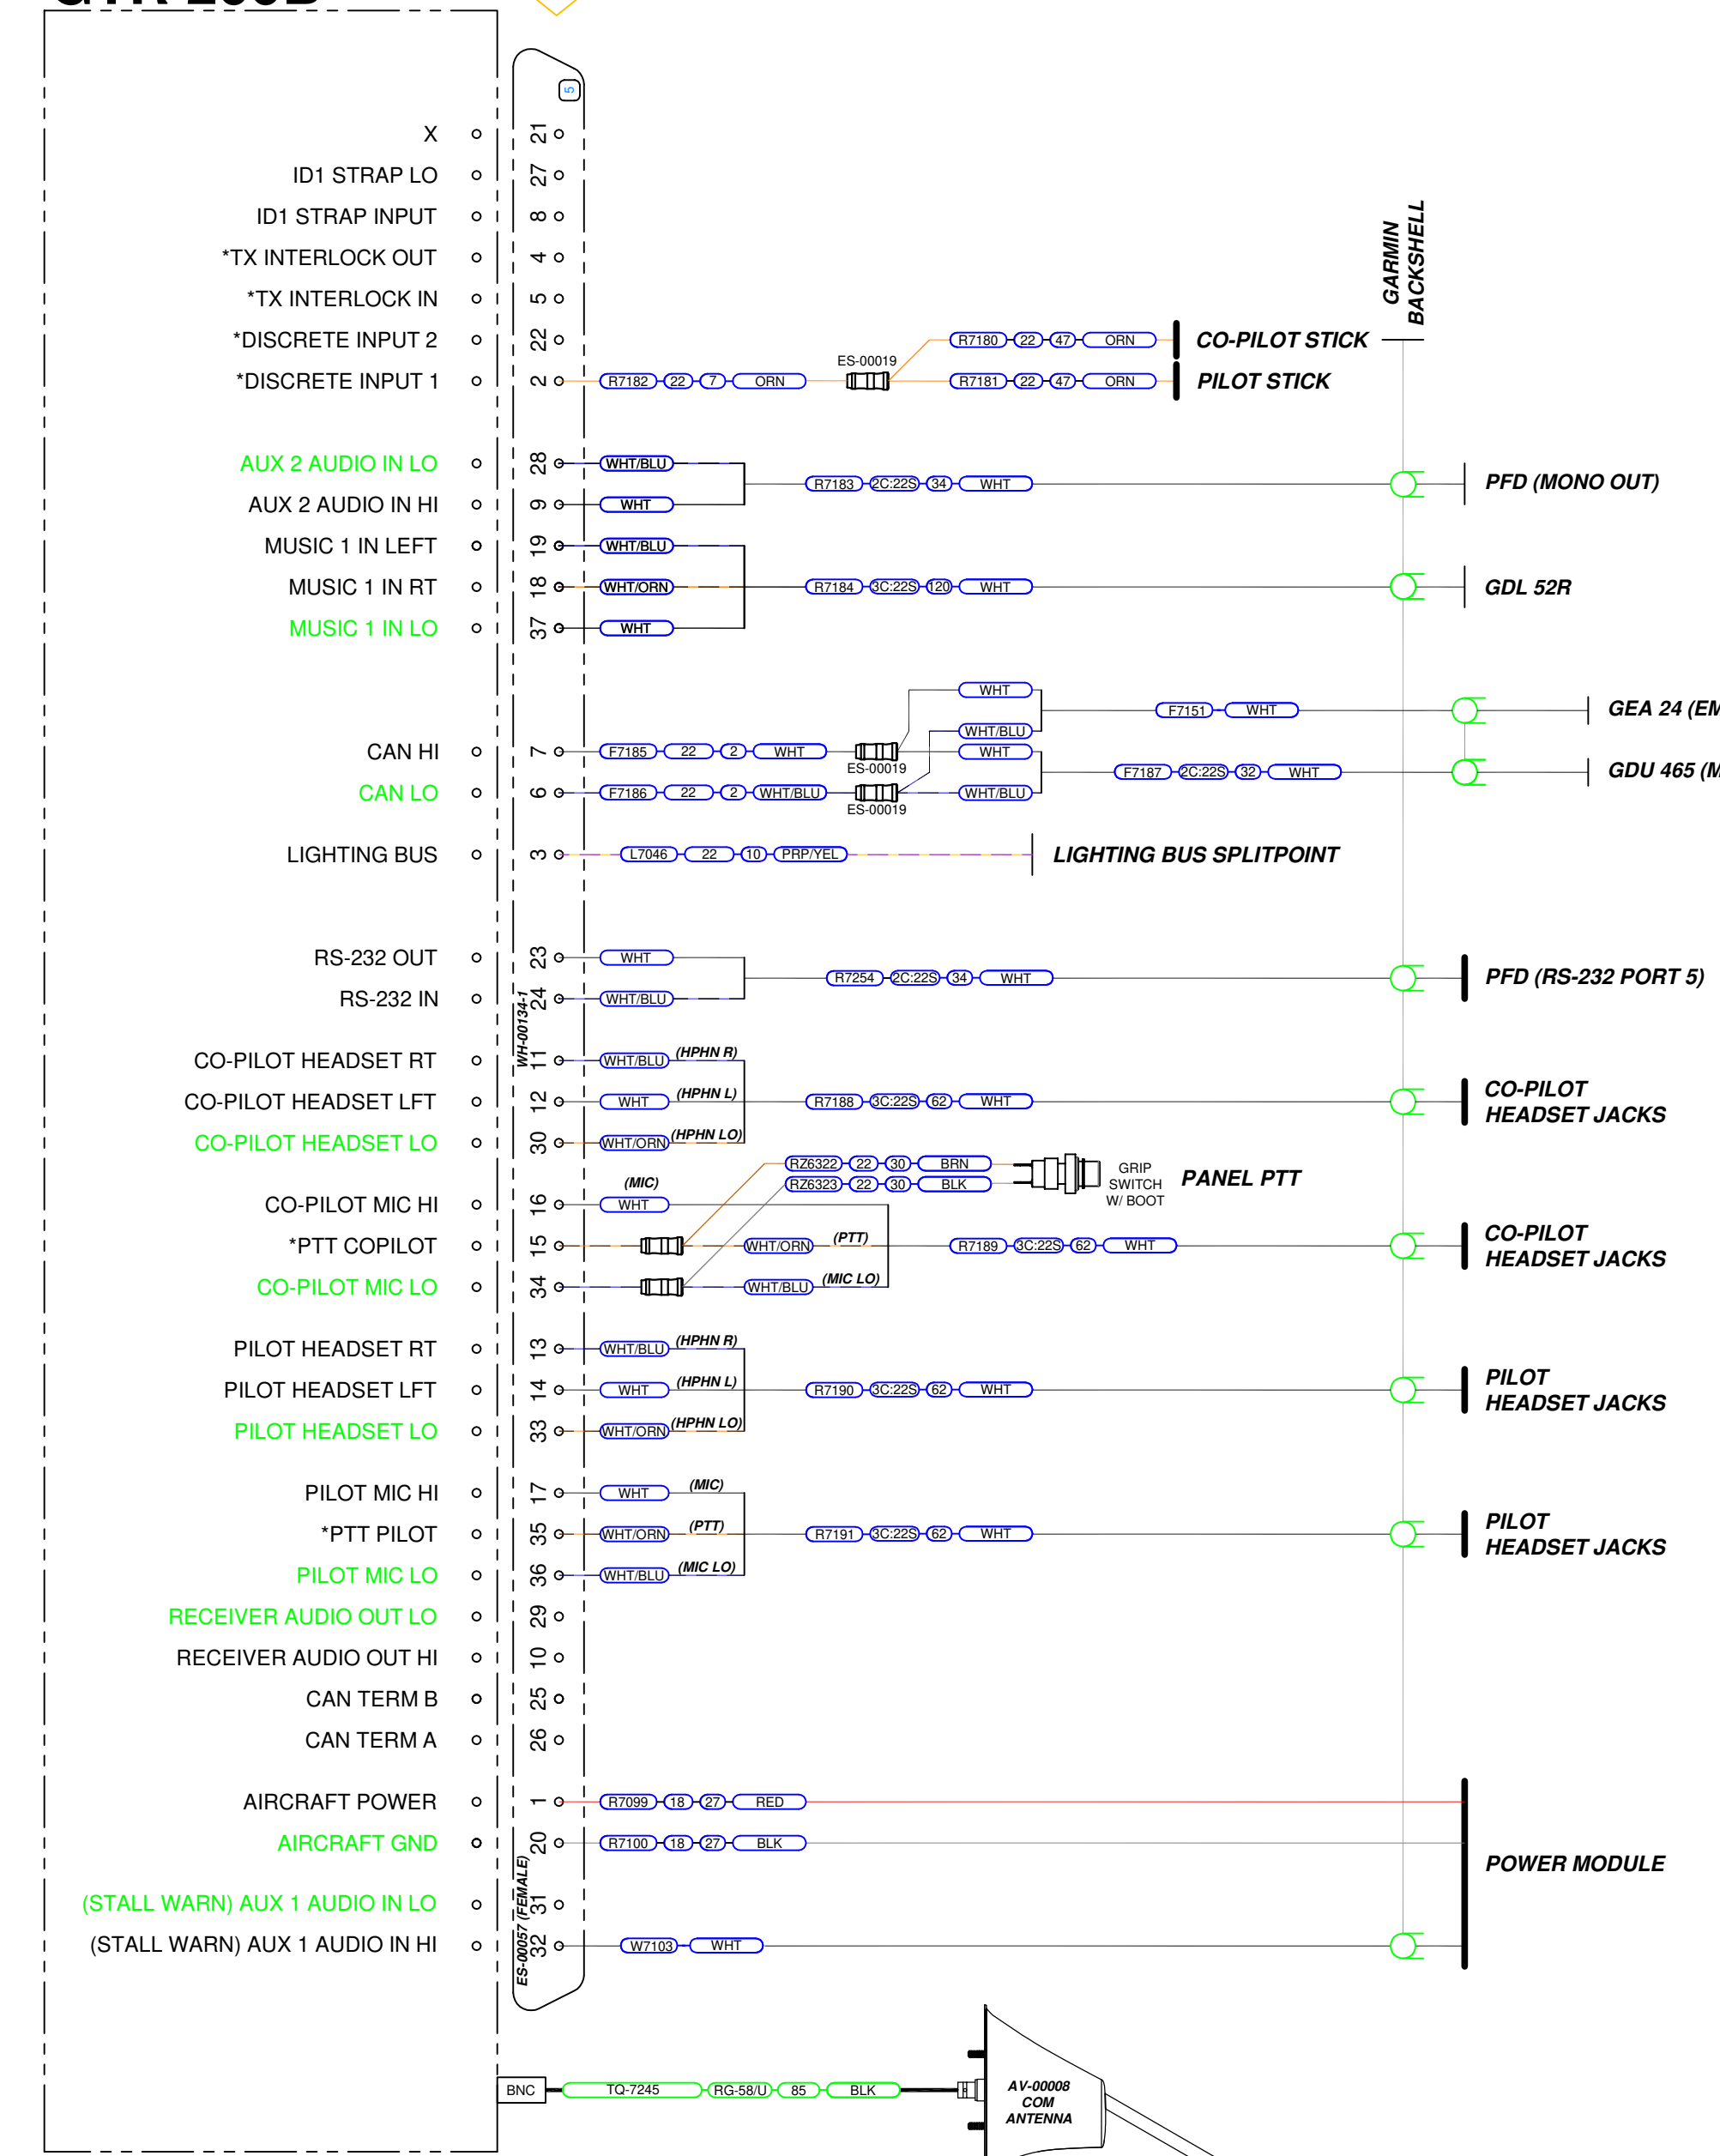 5
X 21
ID1 STRAP LO 27
ID1 STRAP INPUT 8
*TX INTERLOCK OUT 4
*TX INTERLOCK IN 5
GARMIN
BACKSHELL
*DISCRETE INPUT 2 22 R7180 22 47 ORN CO-PILOT STICK
ES-00019
*DISCRETE INPUT 1 2 R7182 22 7 ORN R7181 22 47 ORN PILOT STICK
AUX 2 AUDIO IN LO 28 WHT/BLU
R7183 2C:22S 34 WHT PFD (MONO OUT)
AUX 2 AUDIO IN HI 9 WHT
MUSIC 1 IN LEFT 19 WHT/BLU
MUSIC 1 IN RT 18 WHT/ORN R7184 3C:22S 120 WHT GDL 52R
MUSIC 1 IN LO 37 WHT
WHT
F7151 WHT GEA 24 (EM
WHT/BLU
CAN HI 7 F7185 22 2 WHT WHT
ES-00019
F7187 2C:22S 32 WHT GDU 465 (M
CAN LO 6 F7186 22 2 WHT/BLU WHT/BLU
ES-00019
LIGHTING BUS 3 L7046 22 10 PRP/YEL LIGHTING BUS SPLITPOINT
RS-232 OUT 23 WHT
R7254 2C:22S 34 WHT PFD (RS-232 PORT 5)
RS-232 IN 24 WHT/BLU
WH-00134-1
CO-PILOT HEADSET RT 11 WHT/BLU (HPHN R)
CO-PILOT HEADSET LFT 12 WHT (HPHN L) R7188 3C:22S 62 WHT CO-PILOT
HEADSET JACKS
CO-PILOT HEADSET LO 30 WHT/ORN (HPHN LO)
RZ6322 22 30 BRN
RZ6323 22 30 BLK
GRIP
SWITCH
W/ BOOT
PANEL PTT
CO-PILOT MIC HI 16 WHT (MIC)
*PTT COPILOT 15 WHT/ORN (PTT) R7189 3C:22S 62 WHT CO-PILOT
HEADSET JACKS
CO-PILOT MIC LO 34 WHT/BLU (MIC LO)
PILOT HEADSET RT 13 WHT/BLU (HPHN R)
PILOT HEADSET LFT 14 WHT (HPHN L) R7190 3C:22S 62 WHT PILOT
HEADSET JACKS
PILOT HEADSET LO 33 WHT/ORN (HPHN LO)
PILOT MIC HI 17 WHT (MIC)
*PTT PILOT 35 WHT/ORN (PTT) R7191 3C:22S 62 WHT PILOT
HEADSET JACKS
PILOT MIC LO 36 WHT/BLU (MIC LO)
RECEIVER AUDIO OUT LO 29
RECEIVER AUDIO OUT HI 10
CAN TERM B 25
CAN TERM A 26
AIRCRAFT POWER 1 R7099 18 27 RED
AIRCRAFT GND 20 R7100 18 27 BLK
POWER MODULE
ES-00057 (FEMALE)
(STALL WARN) AUX 1 AUDIO IN LO 31
(STALL WARN) AUX 1 AUDIO IN HI 32 W7103 WHT
BNC TQ-7245 RG-58/U 85 BLK
AV-00008
COM
ANTENNA